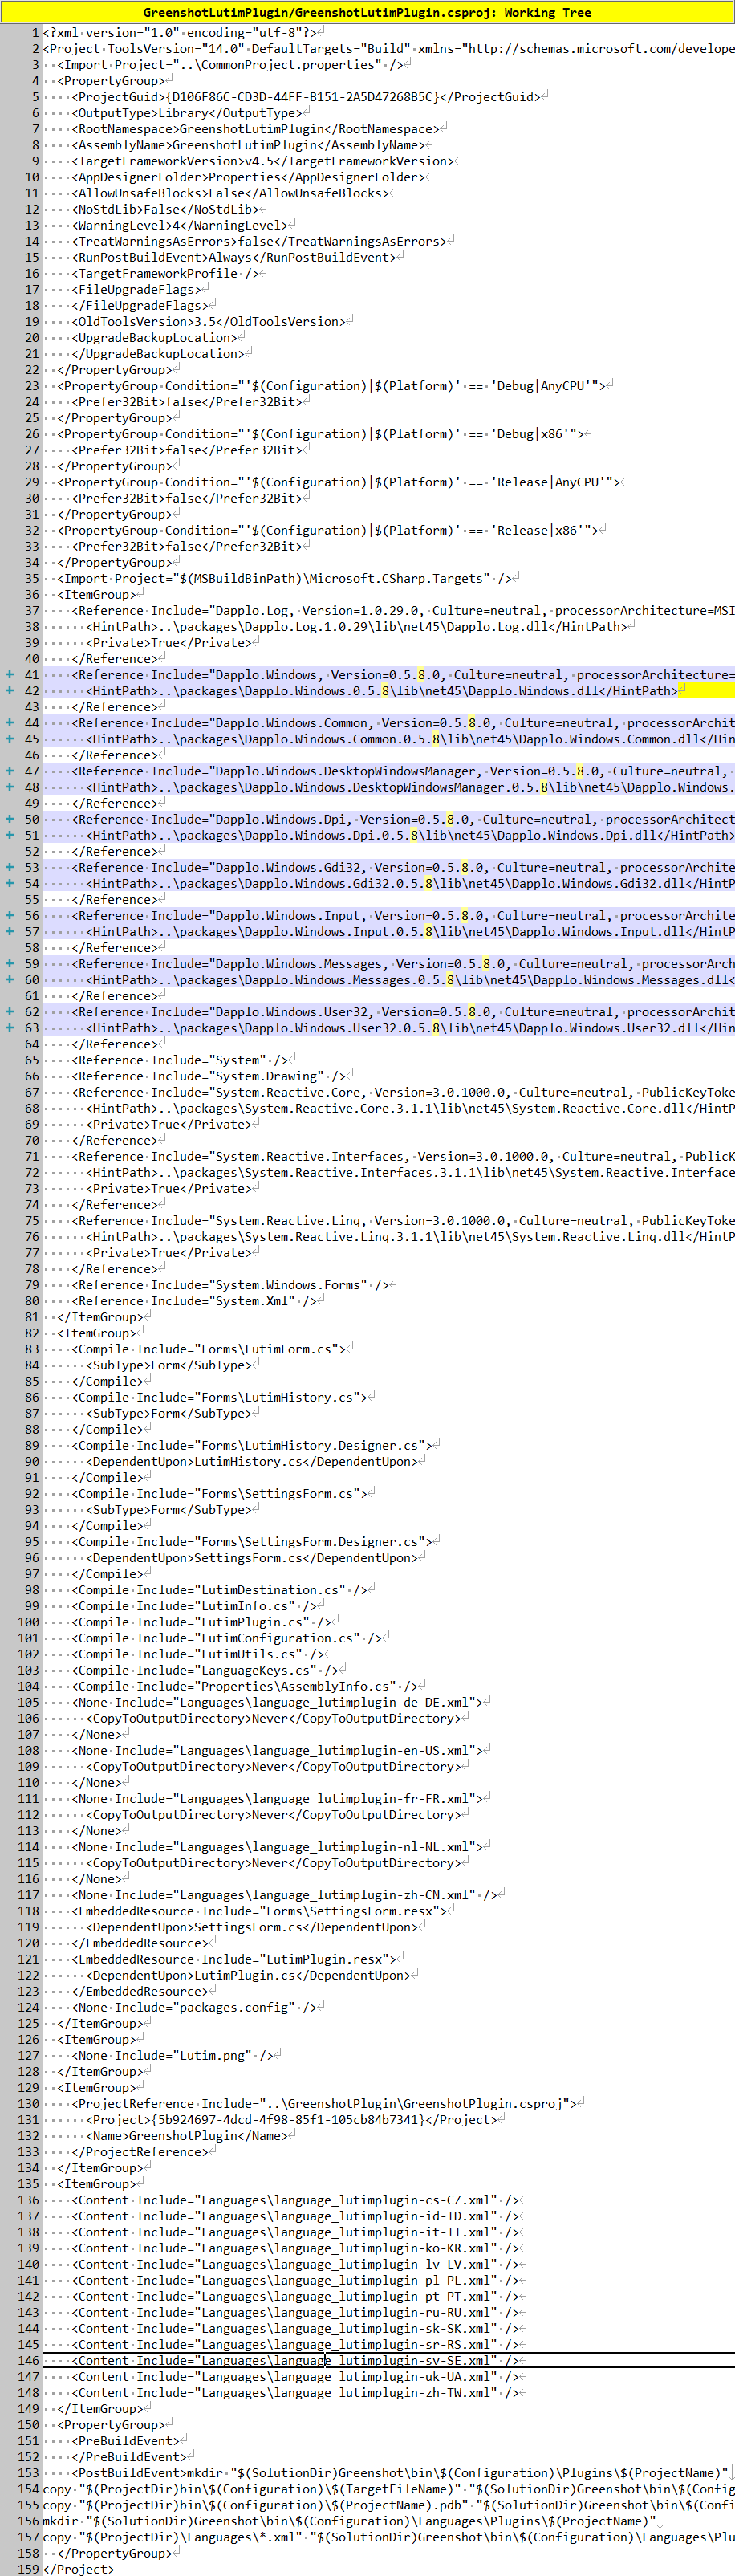 GreenshotLutimPlugin/GreenshotLutimPlugin.csproj: Working Tree
1 <?xml version="1.0" encoding="utf-8"?>
2 <Project ToolsVersion="14.0" DefaultTargets="Build" xmlns="http://schemas.microsoft.com/develope
3   <Import Project="..\CommonProject.properties" />
4   <PropertyGroup>
5     <ProjectGuid>{D106F86C-CD3D-44FF-B151-2A5D47268B5C}</ProjectGuid>
6     <OutputType>Library</OutputType>
7     <RootNamespace>GreenshotLutimPlugin</RootNamespace>
8     <AssemblyName>GreenshotLutimPlugin</AssemblyName>
9     <TargetFrameworkVersion>v4.5</TargetFrameworkVersion>
10     <AppDesignerFolder>Properties</AppDesignerFolder>
11     <AllowUnsafeBlocks>False</AllowUnsafeBlocks>
12     <NoStdLib>False</NoStdLib>
13     <WarningLevel>4</WarningLevel>
14     <TreatWarningsAsErrors>false</TreatWarningsAsErrors>
15     <RunPostBuildEvent>Always</RunPostBuildEvent>
16     <TargetFrameworkProfile />
17     <FileUpgradeFlags>
18     </FileUpgradeFlags>
19     <OldToolsVersion>3.5</OldToolsVersion>
20     <UpgradeBackupLocation>
21     </UpgradeBackupLocation>
22   </PropertyGroup>
23   <PropertyGroup Condition="'$(Configuration)|$(Platform)' == 'Debug|AnyCPU'">
24     <Prefer32Bit>false</Prefer32Bit>
25   </PropertyGroup>
26   <PropertyGroup Condition="'$(Configuration)|$(Platform)' == 'Debug|x86'">
27     <Prefer32Bit>false</Prefer32Bit>
28   </PropertyGroup>
29   <PropertyGroup Condition="'$(Configuration)|$(Platform)' == 'Release|AnyCPU'">
30     <Prefer32Bit>false</Prefer32Bit>
31   </PropertyGroup>
32   <PropertyGroup Condition="'$(Configuration)|$(Platform)' == 'Release|x86'">
33     <Prefer32Bit>false</Prefer32Bit>
34   </PropertyGroup>
35   <Import Project="$(MSBuildBinPath)\Microsoft.CSharp.Targets" />
36   <ItemGroup>
37     <Reference Include="Dapplo.Log, Version=1.0.29.0, Culture=neutral, processorArchitecture=MSI
38       <HintPath>..\packages\Dapplo.Log.1.0.29\lib\net45\Dapplo.Log.dll</HintPath>
39       <Private>True</Private>
40     </Reference>
+ 41     <Reference Include="Dapplo.Windows, Version=0.5.8.0, Culture=neutral, processorArchitecture=
+ 42       <HintPath>..\packages\Dapplo.Windows.0.5.8\lib\net45\Dapplo.Windows.dll</HintPath>
43     </Reference>
+ 44     <Reference Include="Dapplo.Windows.Common, Version=0.5.8.0, Culture=neutral, processorArchit
+ 45       <HintPath>..\packages\Dapplo.Windows.Common.0.5.8\lib\net45\Dapplo.Windows.Common.dll</Hin
46     </Reference>
+ 47     <Reference Include="Dapplo.Windows.DesktopWindowsManager, Version=0.5.8.0, Culture=neutral,
+ 48       <HintPath>..\packages\Dapplo.Windows.DesktopWindowsManager.0.5.8\lib\net45\Dapplo.Windows.
49     </Reference>
+ 50     <Reference Include="Dapplo.Windows.Dpi, Version=0.5.8.0, Culture=neutral, processorArchitect
+ 51       <HintPath>..\packages\Dapplo.Windows.Dpi.0.5.8\lib\net45\Dapplo.Windows.Dpi.dll</HintPath>
52     </Reference>
+ 53     <Reference Include="Dapplo.Windows.Gdi32, Version=0.5.8.0, Culture=neutral, processorArchite
+ 54       <HintPath>..\packages\Dapplo.Windows.Gdi32.0.5.8\lib\net45\Dapplo.Windows.Gdi32.dll</HintP
55     </Reference>
+ 56     <Reference Include="Dapplo.Windows.Input, Version=0.5.8.0, Culture=neutral, processorArchite
+ 57       <HintPath>..\packages\Dapplo.Windows.Input.0.5.8\lib\net45\Dapplo.Windows.Input.dll</HintP
58     </Reference>
+ 59     <Reference Include="Dapplo.Windows.Messages, Version=0.5.8.0, Culture=neutral, processorArch
+ 60       <HintPath>..\packages\Dapplo.Windows.Messages.0.5.8\lib\net45\Dapplo.Windows.Messages.dll<
61     </Reference>
+ 62     <Reference Include="Dapplo.Windows.User32, Version=0.5.8.0, Culture=neutral, processorArchit
+ 63       <HintPath>..\packages\Dapplo.Windows.User32.0.5.8\lib\net45\Dapplo.Windows.User32.dll</Hin
64     </Reference>
65     <Reference Include="System" />
66     <Reference Include="System.Drawing" />
67     <Reference Include="System.Reactive.Core, Version=3.0.1000.0, Culture=neutral, PublicKeyToke
68       <HintPath>..\packages\System.Reactive.Core.3.1.1\lib\net45\System.Reactive.Core.dll</HintP
69       <Private>True</Private>
70     </Reference>
71     <Reference Include="System.Reactive.Interfaces, Version=3.0.1000.0, Culture=neutral, PublicK
72       <HintPath>..\packages\System.Reactive.Interfaces.3.1.1\lib\net45\System.Reactive.Interface
73       <Private>True</Private>
74     </Reference>
75     <Reference Include="System.Reactive.Linq, Version=3.0.1000.0, Culture=neutral, PublicKeyToke
76       <HintPath>..\packages\System.Reactive.Linq.3.1.1\lib\net45\System.Reactive.Linq.dll</HintP
77       <Private>True</Private>
78     </Reference>
79     <Reference Include="System.Windows.Forms" />
80     <Reference Include="System.Xml" />
81   </ItemGroup>
82   <ItemGroup>
83     <Compile Include="Forms\LutimForm.cs">
84       <SubType>Form</SubType>
85     </Compile>
86     <Compile Include="Forms\LutimHistory.cs">
87       <SubType>Form</SubType>
88     </Compile>
89     <Compile Include="Forms\LutimHistory.Designer.cs">
90       <DependentUpon>LutimHistory.cs</DependentUpon>
91     </Compile>
92     <Compile Include="Forms\SettingsForm.cs">
93       <SubType>Form</SubType>
94     </Compile>
95     <Compile Include="Forms\SettingsForm.Designer.cs">
96       <DependentUpon>SettingsForm.cs</DependentUpon>
97     </Compile>
98     <Compile Include="LutimDestination.cs" />
99     <Compile Include="LutimInfo.cs" />
100     <Compile Include="LutimPlugin.cs" />
101     <Compile Include="LutimConfiguration.cs" />
102     <Compile Include="LutimUtils.cs" />
103     <Compile Include="LanguageKeys.cs" />
104     <Compile Include="Properties\AssemblyInfo.cs" />
105     <None Include="Languages\language_lutimplugin-de-DE.xml">
106       <CopyToOutputDirectory>Never</CopyToOutputDirectory>
107     </None>
108     <None Include="Languages\language_lutimplugin-en-US.xml">
109       <CopyToOutputDirectory>Never</CopyToOutputDirectory>
110     </None>
111     <None Include="Languages\language_lutimplugin-fr-FR.xml">
112       <CopyToOutputDirectory>Never</CopyToOutputDirectory>
113     </None>
114     <None Include="Languages\language_lutimplugin-nl-NL.xml">
115       <CopyToOutputDirectory>Never</CopyToOutputDirectory>
116     </None>
117     <None Include="Languages\language_lutimplugin-zh-CN.xml" />
118     <EmbeddedResource Include="Forms\SettingsForm.resx">
119       <DependentUpon>SettingsForm.cs</DependentUpon>
120     </EmbeddedResource>
121     <EmbeddedResource Include="LutimPlugin.resx">
122       <DependentUpon>LutimPlugin.cs</DependentUpon>
123     </EmbeddedResource>
124     <None Include="packages.config" />
125   </ItemGroup>
126   <ItemGroup>
127     <None Include="Lutim.png" />
128   </ItemGroup>
129   <ItemGroup>
130     <ProjectReference Include="..\GreenshotPlugin\GreenshotPlugin.csproj">
131       <Project>{5b924697-4dcd-4f98-85f1-105cb84b7341}</Project>
132       <Name>GreenshotPlugin</Name>
133     </ProjectReference>
134   </ItemGroup>
135   <ItemGroup>
136     <Content Include="Languages\language_lutimplugin-cs-CZ.xml" />
137     <Content Include="Languages\language_lutimplugin-id-ID.xml" />
138     <Content Include="Languages\language_lutimplugin-it-IT.xml" />
139     <Content Include="Languages\language_lutimplugin-ko-KR.xml" />
140     <Content Include="Languages\language_lutimplugin-lv-LV.xml" />
141     <Content Include="Languages\language_lutimplugin-pl-PL.xml" />
142     <Content Include="Languages\language_lutimplugin-pt-PT.xml" />
143     <Content Include="Languages\language_lutimplugin-ru-RU.xml" />
144     <Content Include="Languages\language_lutimplugin-sk-SK.xml" />
145     <Content Include="Languages\language_lutimplugin-sr-RS.xml" />
146     <Content Include="Languages\language_lutimplugin-sv-SE.xml" />
147     <Content Include="Languages\language_lutimplugin-uk-UA.xml" />
148     <Content Include="Languages\language_lutimplugin-zh-TW.xml" />
149   </ItemGroup>
150   <PropertyGroup>
151     <PreBuildEvent>
152     </PreBuildEvent>
153     <PostBuildEvent>mkdir "$(SolutionDir)Greenshot\bin\$(Configuration)\Plugins\$(ProjectName)"
154 copy "$(ProjectDir)bin\$(Configuration)\$(TargetFileName)" "$(SolutionDir)Greenshot\bin\$(Config
155 copy "$(ProjectDir)bin\$(Configuration)\$(ProjectName).pdb" "$(SolutionDir)Greenshot\bin\$(Confi
156 mkdir "$(SolutionDir)Greenshot\bin\$(Configuration)\Languages\Plugins\$(ProjectName)"
157 copy "$(ProjectDir)\Languages\*.xml" "$(SolutionDir)Greenshot\bin\$(Configuration)\Languages\Plu
158   </PropertyGroup>
159 </Project>